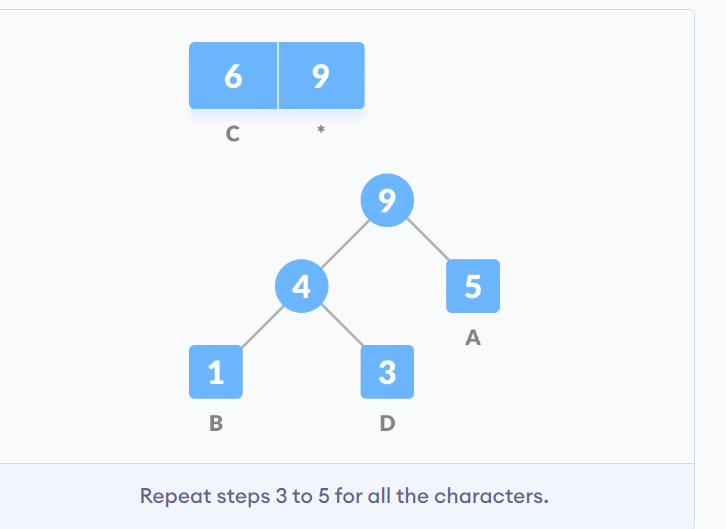 6 9
C *
9
4 5
A
1 3
B D
Repeat steps 3 to 5 for all the characters.